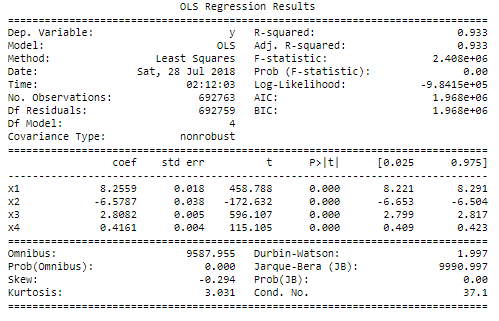 OLS Regression Results
==============================================================================
Dep. Variable:                      y   R-squared:                       0.933
Model:                            OLS   Adj. R-squared:                  0.933
Method:                 Least Squares   F-statistic:                 2.408e+06
Date:                Sat, 28 Jul 2018   Prob (F-statistic):               0.00
Time:                        02:12:03   Log-Likelihood:            -9.8415e+05
No. Observations:              692763   AIC:                         1.968e+06
Df Residuals:                  692759   BIC:                         1.968e+06
Df Model:                           4
Covariance Type:            nonrobust
==============================================================================
coef    std err          t      P>|t|      [0.025      0.975]
------------------------------------------------------------------------------
x1             8.2559      0.018    458.788      0.000       8.221       8.291
x2            -6.5787      0.038   -172.632      0.000      -6.653      -6.504
x3             2.8082      0.005    596.107      0.000       2.799       2.817
x4             0.4161      0.004    115.105      0.000       0.409       0.423
==============================================================================
Omnibus:                     9587.955   Durbin-Watson:                   1.997
Prob(Omnibus):                  0.000   Jarque-Bera (JB):             9990.997
Skew:                          -0.294   Prob(JB):                         0.00
Kurtosis:                       3.031   Cond. No.                         37.1
==============================================================================